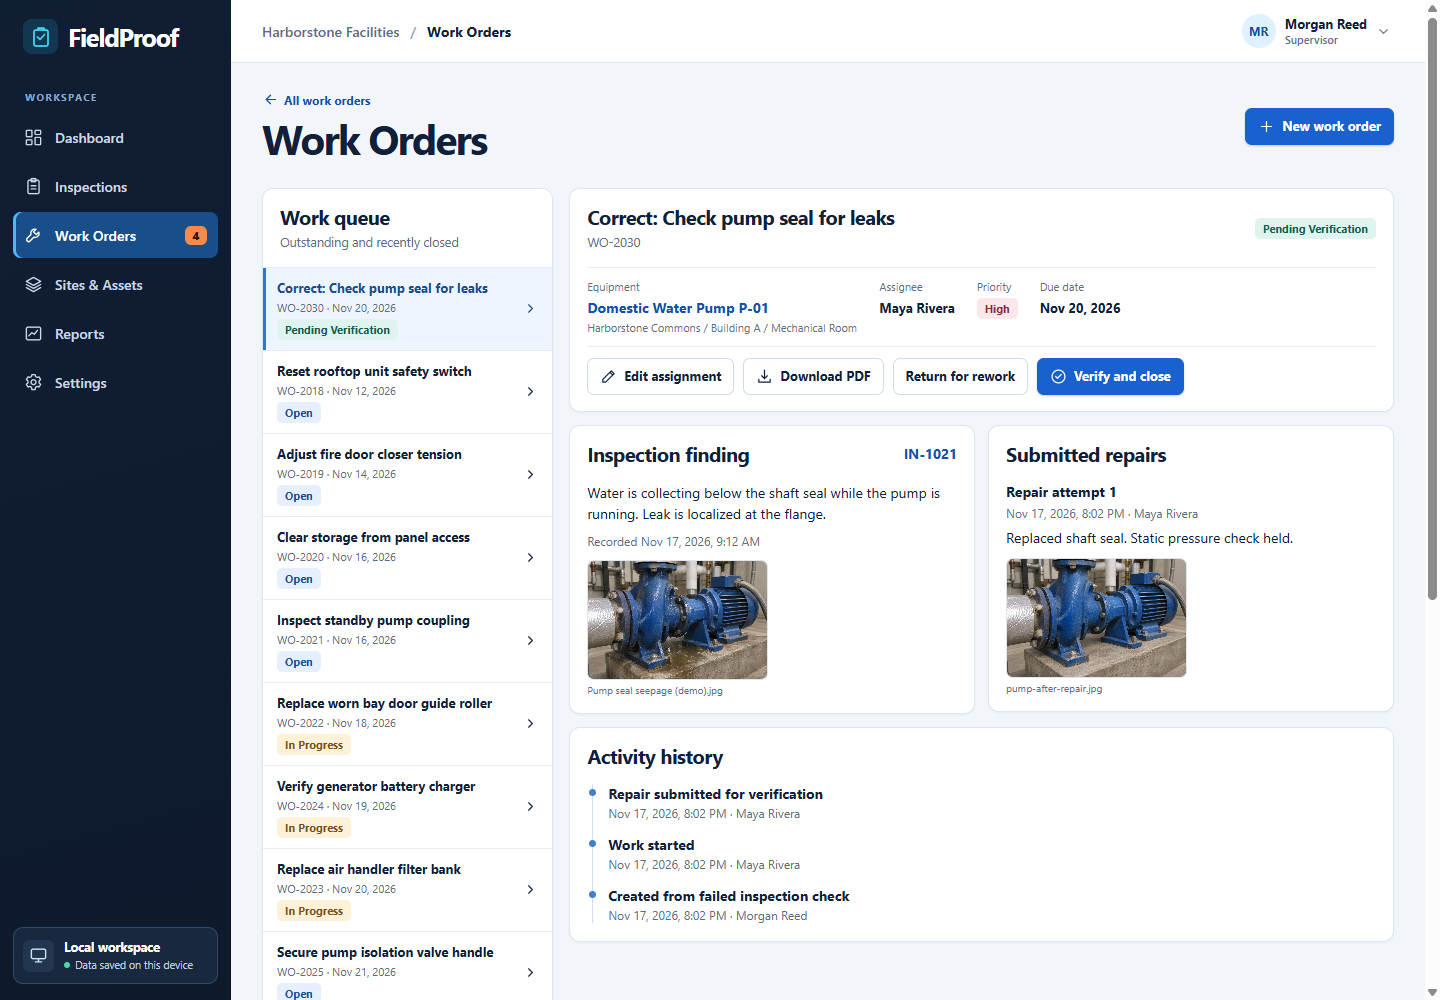 FieldProof
WORKSPACE
Dashboard
Inspections
Work Orders 4
Sites & Assets
Reports
Settings
Local workspace
Data saved on this device
Harborstone Facilities / Work Orders
MR
Morgan Reed
Supervisor
All work orders
Work Orders
New work order
Work queue
Outstanding and recently closed
Correct: Check pump seal for leaks
WO-2030 · Nov 20, 2026
Pending Verification
Reset rooftop unit safety switch
WO-2018 · Nov 12, 2026
Open
Adjust fire door closer tension
WO-2019 · Nov 14, 2026
Open
Clear storage from panel access
WO-2020 · Nov 16, 2026
Open
Inspect standby pump coupling
WO-2021 · Nov 16, 2026
Open
Replace worn bay door guide roller
WO-2022 · Nov 18, 2026
In Progress
Verify generator battery charger
WO-2024 · Nov 19, 2026
In Progress
Replace air handler filter bank
WO-2023 · Nov 20, 2026
In Progress
Secure pump isolation valve handle
WO-2025 · Nov 21, 2026
Open
Correct: Check pump seal for leaks
WO-2030
Pending Verification
Equipment
Domestic Water Pump P-01
Harborstone Commons / Building A / Mechanical Room
Assignee
Maya Rivera
Priority
High
Due date
Nov 20, 2026
Edit assignment
Download PDF
Return for rework
Verify and close
Inspection finding
IN-1021
Water is collecting below the shaft seal while the pump is
running. Leak is localized at the flange.
Recorded Nov 17, 2026, 9:12 AM
Pump seal seepage (demo).jpg
Submitted repairs
Repair attempt 1
Nov 17, 2026, 8:02 PM · Maya Rivera
Replaced shaft seal. Static pressure check held.
pump-after-repair.jpg
Activity history
Repair submitted for verification
Nov 17, 2026, 8:02 PM · Maya Rivera
Work started
Nov 17, 2026, 8:02 PM · Maya Rivera
Created from failed inspection check
Nov 17, 2026, 8:02 PM · Morgan Reed